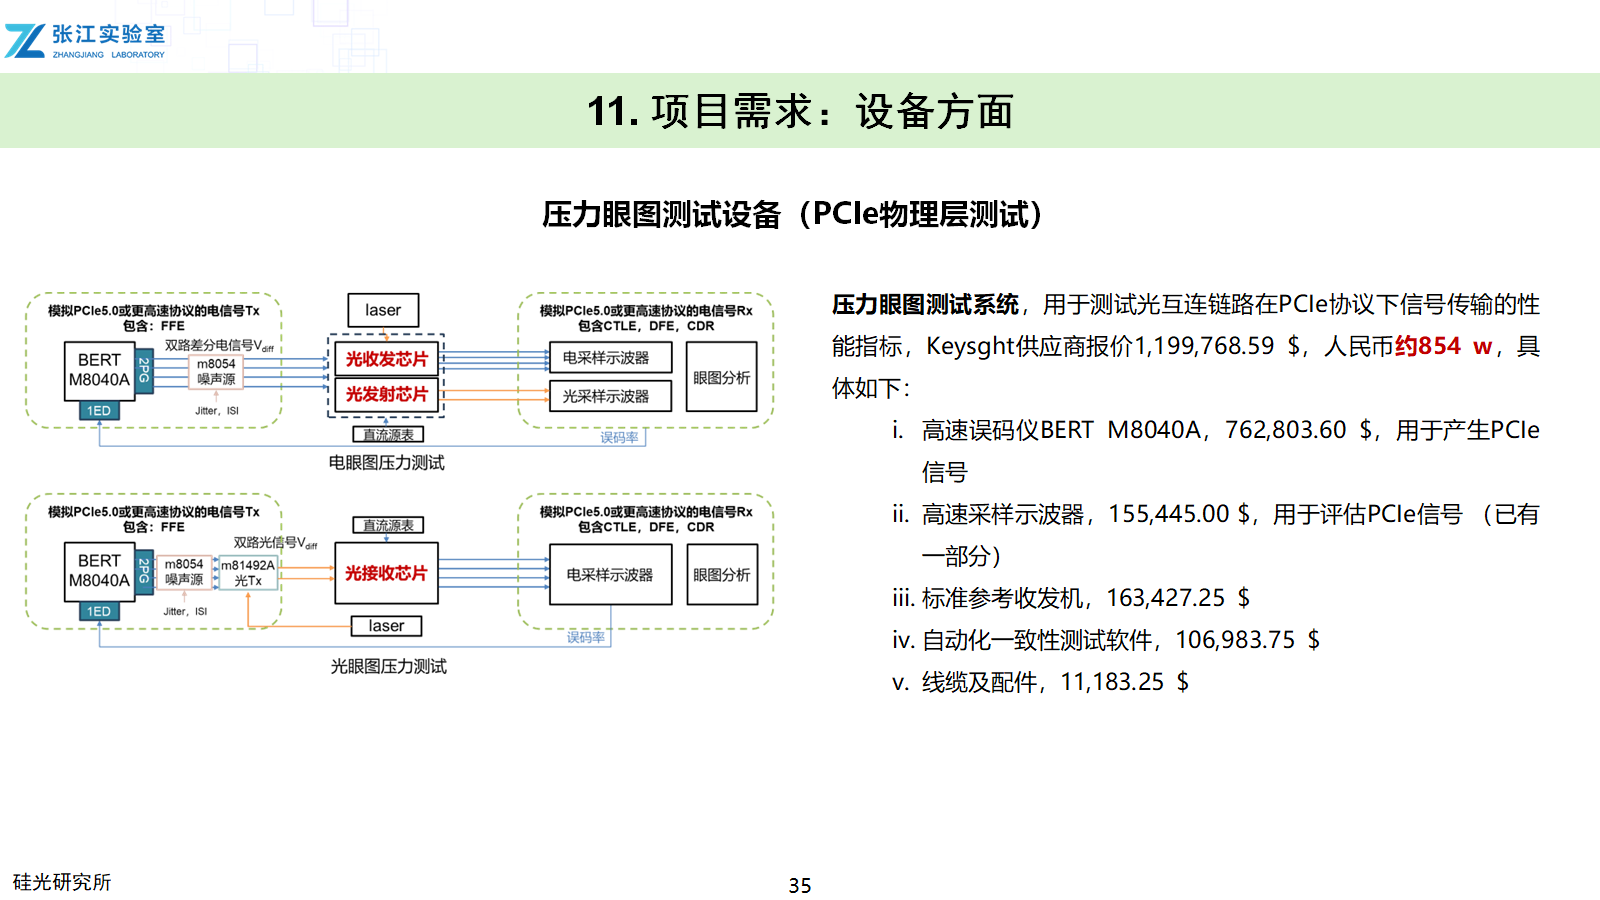 张江实验室
ZHANGJIANG LABORATORY
11. 项目需求：设备方面
压力眼图测试设备（PCIe物理层测试）
模拟PCIe5.0或更高速协议的电信号Tx
包含：FFE
双路差分电信号Vdiff
BERT
M8040A
2PG
1ED
m8054
噪声源
Jitter，ISI
laser
光收发芯片
光发射芯片
直流源表
模拟PCIe5.0或更高速协议的电信号Rx
包含CTLE，DFE，CDR
电采样示波器
光采样示波器
眼图分析
误码率
电眼图压力测试
模拟PCIe5.0或更高速协议的电信号Tx
包含：FFE
双路光信号Vdiff
BERT
M8040A
2PG
1ED
m8054
噪声源
m81492A
光Tx
Jitter，ISI
直流源表
光接收芯片
laser
模拟PCIe5.0或更高速协议的电信号Rx
包含CTLE，DFE，CDR
电采样示波器
眼图分析
误码率
光眼图压力测试
压力眼图测试系统，用于测试光互连链路在PCIe协议下信号传输的性
能指标，Keysght供应商报价1,199,768.59 $，人民币约854 w，具
体如下：
i. 高速误码仪BERT M8040A，762,803.60 $，用于产生PCIe
信号
ii. 高速采样示波器，155,445.00 $，用于评估PCIe信号 （已有
一部分）
iii. 标准参考收发机，163,427.25 $
iv. 自动化一致性测试软件，106,983.75 $
v. 线缆及配件，11,183.25 $
硅光研究所
35